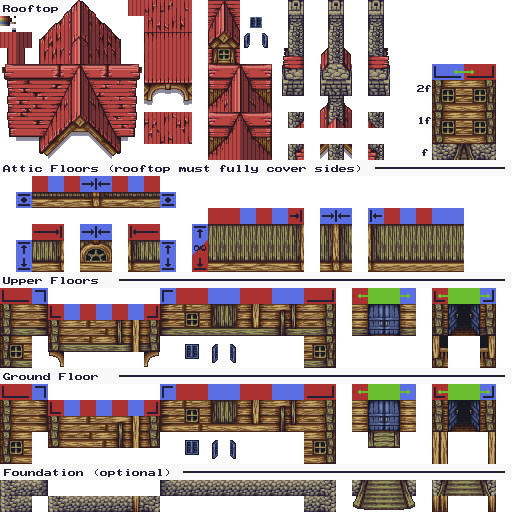 Rooftop
2f
1f
f
Attic Floors (rooftop must fully cover sides)
Upper Floors
Ground Floor
Foundation (optional)